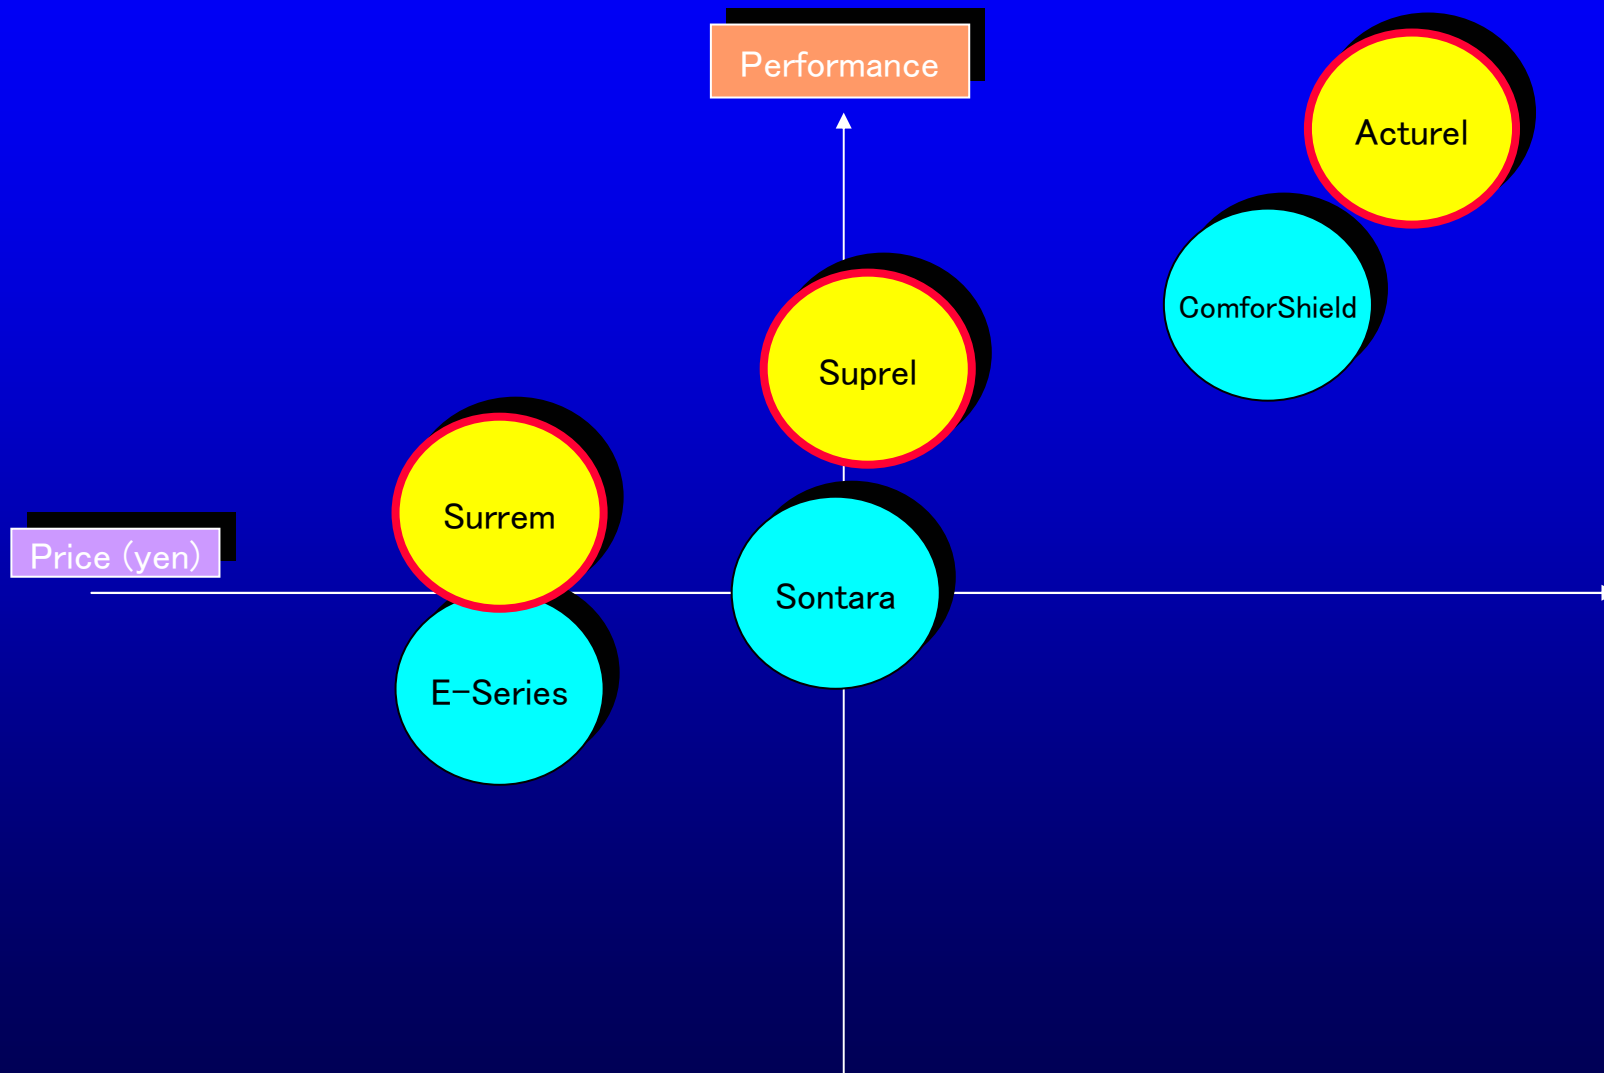 Performance
Acturel
ComforShield
Suprel
Surrem
Price (yen)
Sontara
E-Series